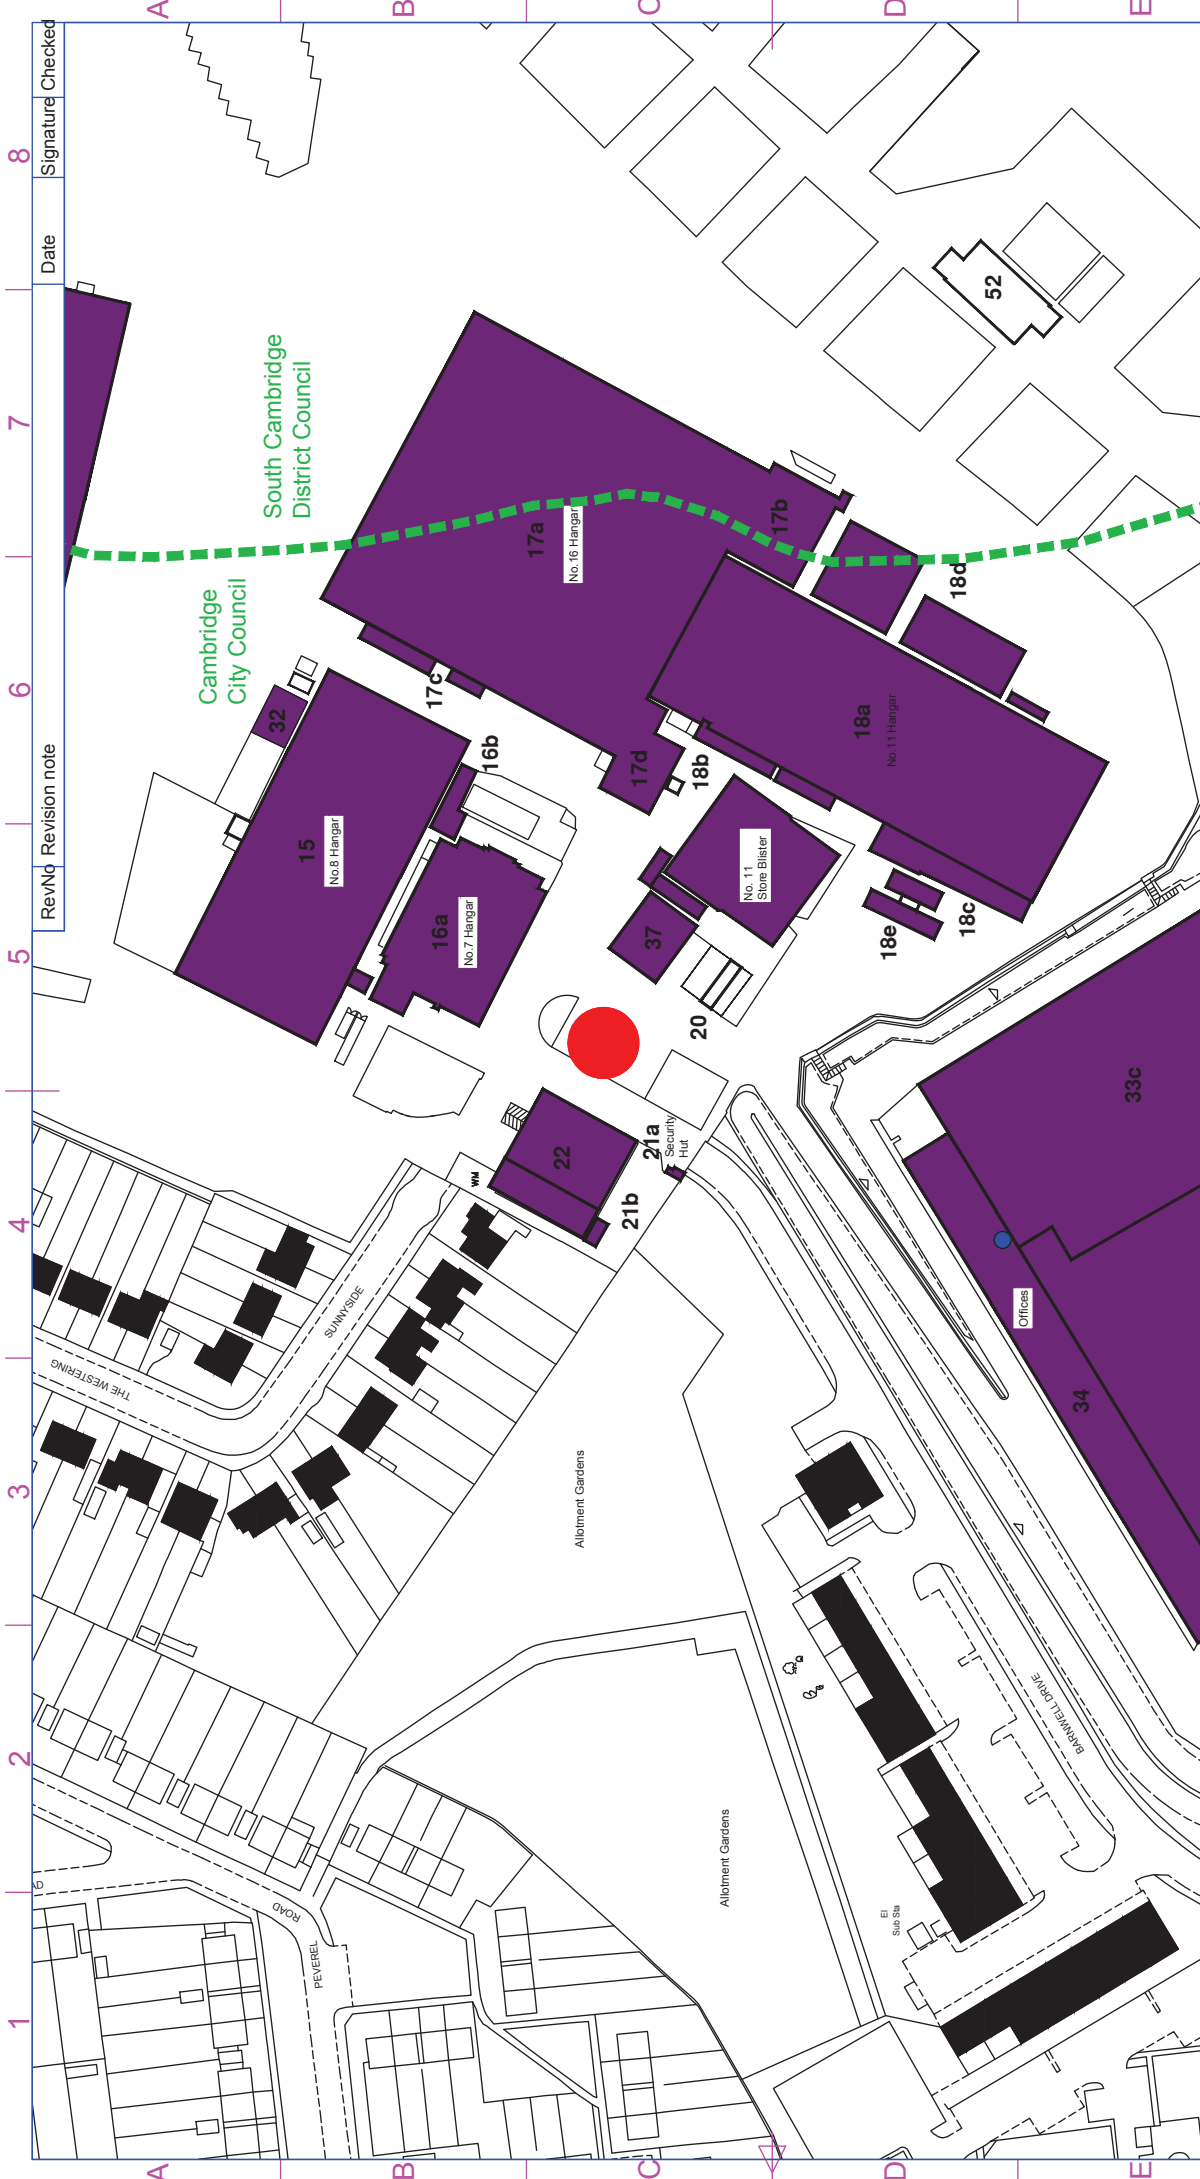 A
B
C
D
E
RevNo
Revision note
Date
Signature
Checked
8
7
6
5
4
3
2
1
South Cambridge
District Council
Cambridge
City Council
52
17a
No.16 Hangar
17b
17c
17d
18a
No.11 Hangar
18b
18c
18d
18e
32
15
No.8 Hangar
16b
16a
No.7 Hangar
No. 11
Store Blister
37
20
22
21a
Security
Hut
21b
WM
33c
34
Offices
SUNNYSIDE
THE WESTERING
Allotment Gardens
Allotment Gardens
BARNWELL DRIVE
El
Sub Sta
PEVEREL
ROAD
AD
A
B
C
D
E